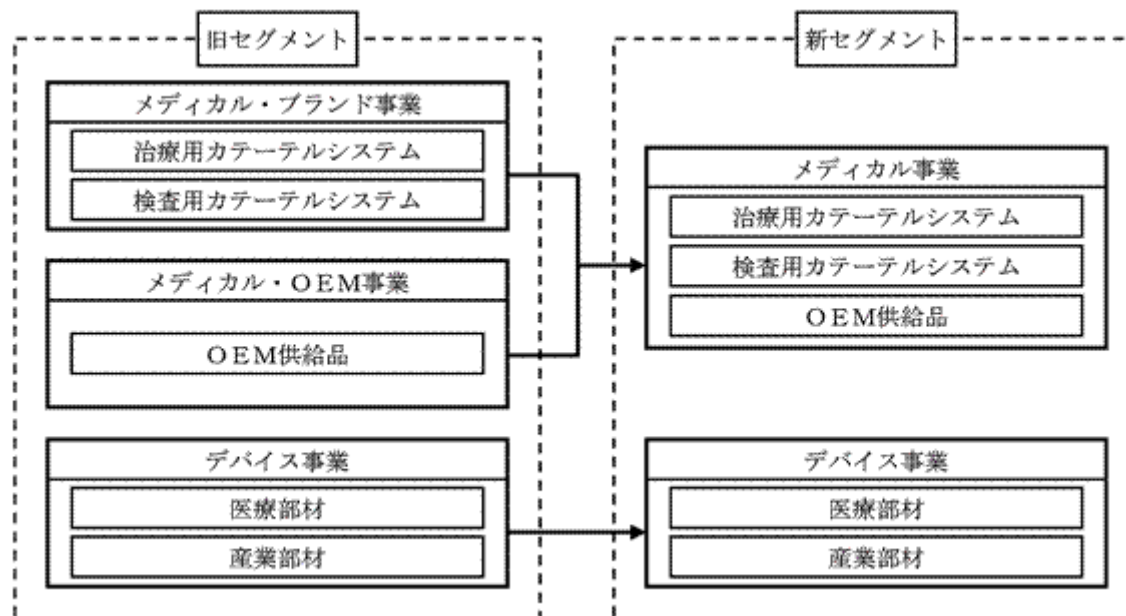 旧セグメント
メディカル・ブランド事業
治療用カテーテルシステム
検査用カテーテルシステム
メディカル・ＯＥＭ事業
ＯＥＭ供給品
デバイス事業
医療部材
産業部材
新セグメント
メディカル事業
治療用カテーテルシステム
検査用カテーテルシステム
ＯＥＭ供給品
デバイス事業
医療部材
産業部材